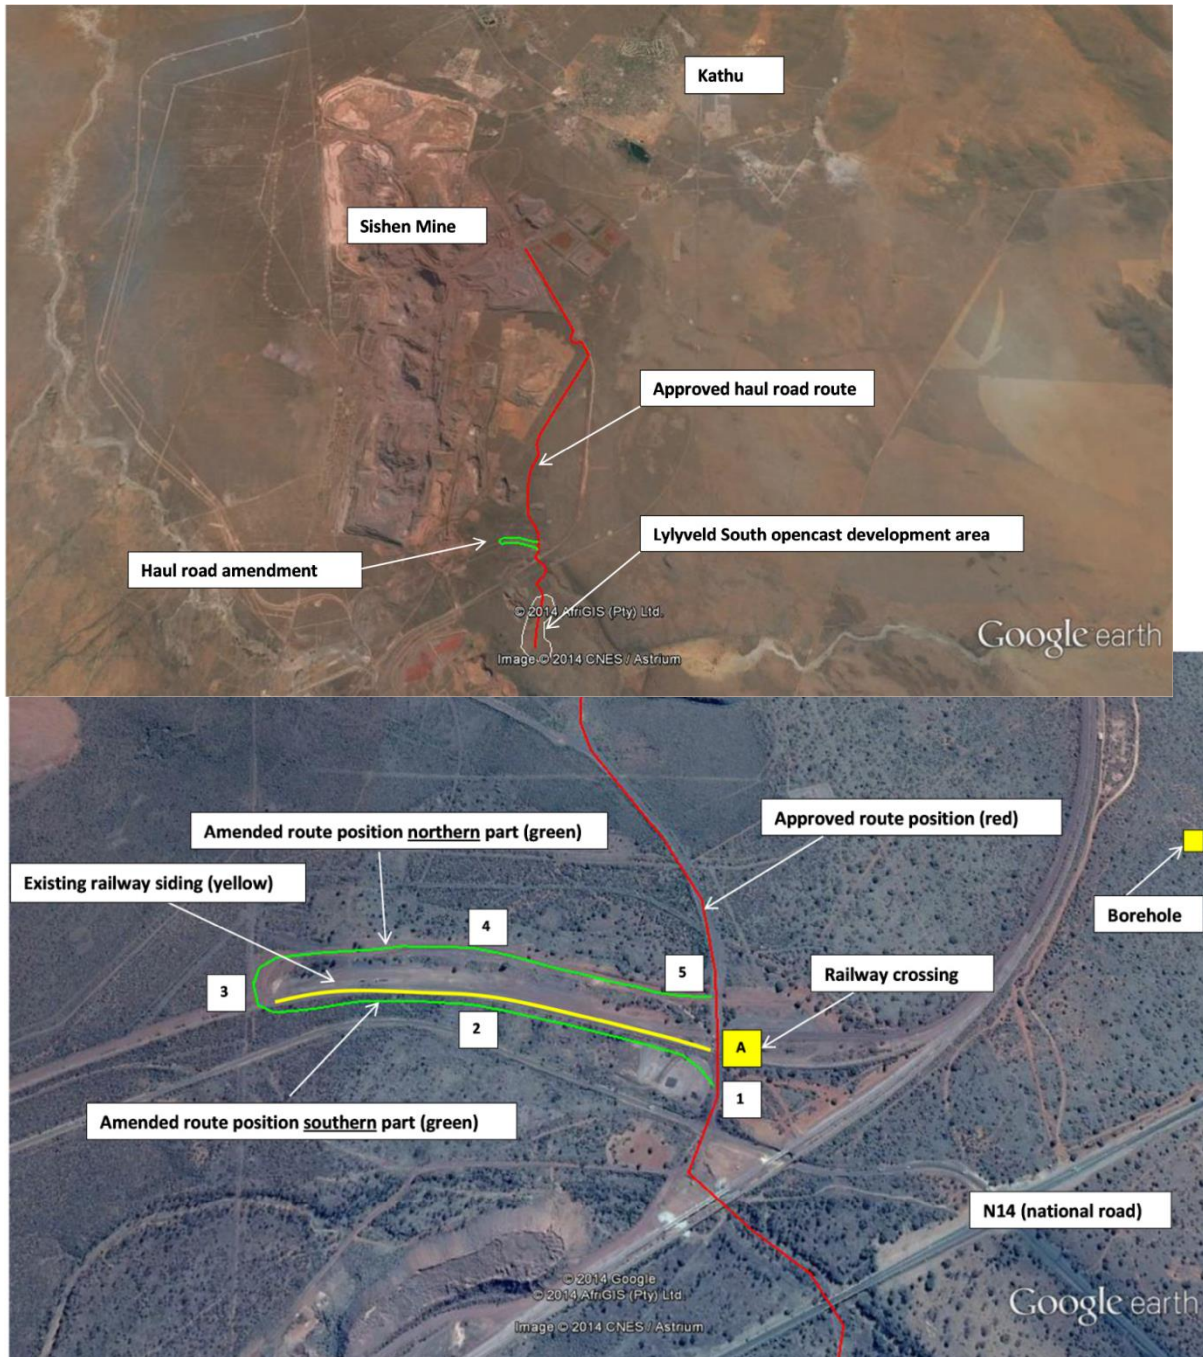 Kathu
Sishen Mine
Approved haul road route
Lylyveld South opencast development area
Haul road amendment
© 2014 AfriGIS (Pty) Ltd.
Google earth
Image © 2014 CNES / Astrium
Amended route position northern part (green)
Approved route position (red)
Existing railway siding (yellow)
Borehole
4
5
Railway crossing
3
2
A
1
Amended route position southern part (green)
N14 (national road)
© 2014 Google
© 2014 AfriGIS (Pty) Ltd.
Google earth
Image © 2014 CNES / Astrium